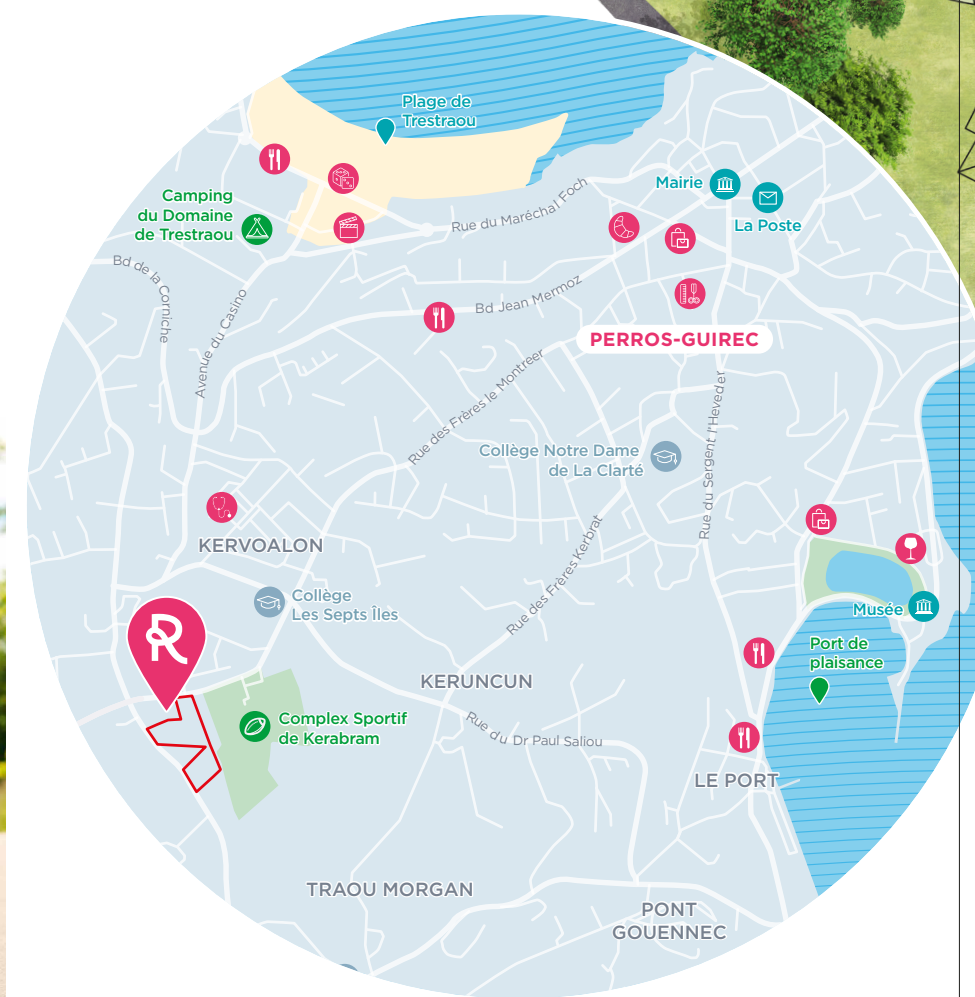 Plage de
Trestraou
Mairie
La Poste
Camping
du Domaine
de Trestraou
Rue du Maréchal Foch
Bd de la Corniche
Avenue du Casino
Bd Jean Mermoz
PERROS-GUIREC
Rue des Frères le Montreer
Collège Notre Dame
de La Clarté
Rue du Sergent l'Heveder
KERVOALON
Rue des Frères Kerbrat
Collège
Les Septs Îles
Musée
R
Port de
plaisance
KERUNCUN
Complex Sportif
de Kerabram
Rue du Dr Paul Saliou
LE PORT
TRAOU MORGAN
PONT
GOUENNEC